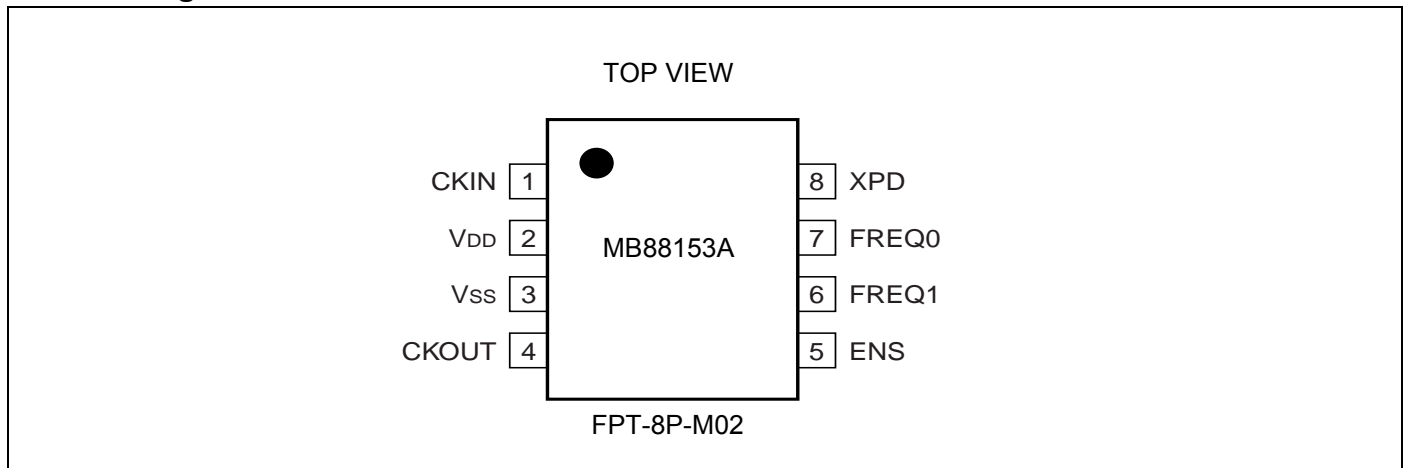 TOP VIEW
CKIN 1
8 XPD
VDD 2
7 FREQ0
MB88153A
VSS 3
6 FREQ1
CKOUT 4
5 ENS
FPT-8P-M02